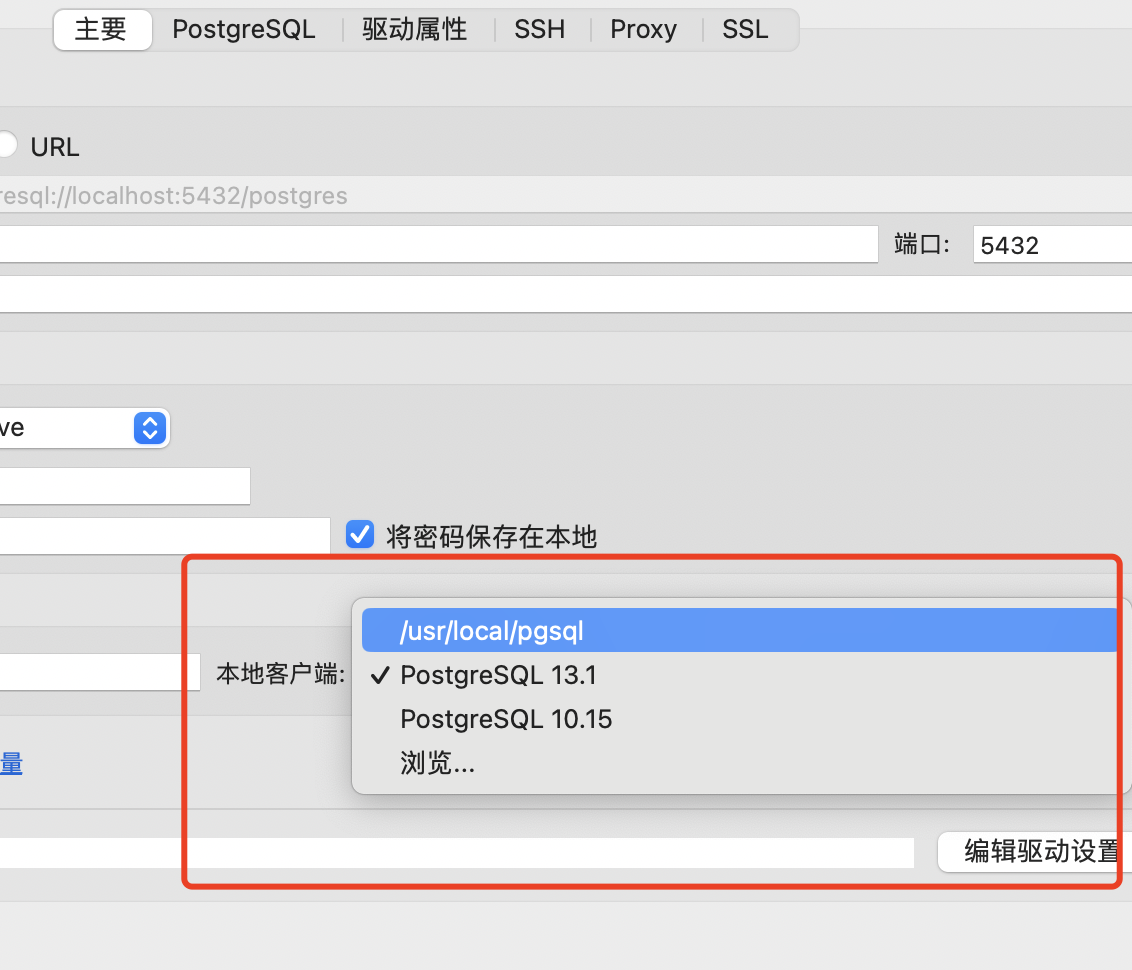 主要 PostgreSQL 驱动属性 SSH Proxy SSL
URL
resql://localhost:5432/postgres
端口: 5432
ve
将密码保存在本地
/usr/local/pgsql
本地客户端: ✓ PostgreSQL 13.1
PostgreSQL 10.15
量 浏览...
编辑驱动设置